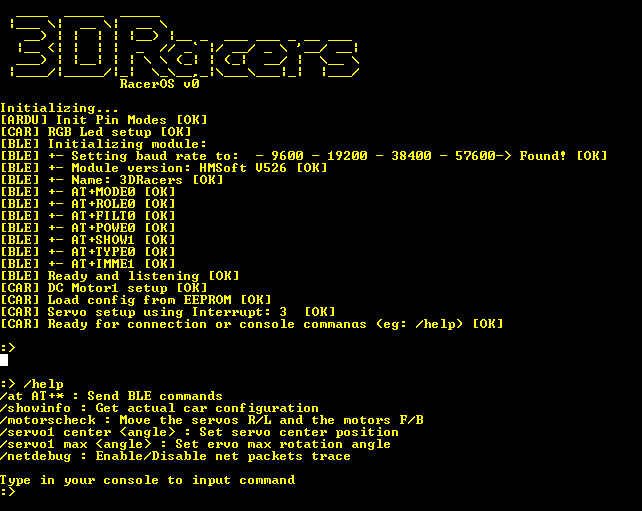 3DRacers
RacerOS v0
Initializing...
[ARDU] Init Pin Modes [OK]
[CAR] RGB Led setup [OK]
[BLE] Initializing module:
[BLE] +- Setting baud rate to:  - 9600 - 19200 - 38400 - 57600-> Found! [OK]
[BLE] +- Module version: HMSoft V526 [OK]
[BLE] +- Name: 3DRacers [OK]
[BLE] +- AT+MODE0 [OK]
[BLE] +- AT+ROLE0 [OK]
[BLE] +- AT+FILT0 [OK]
[BLE] +- AT+POWE0 [OK]
[BLE] +- AT+SHOW1 [OK]
[BLE] +- AT+TYPE0 [OK]
[BLE] +- AT+IMME1 [OK]
[BLE] Ready and listening [OK]
[CAR] DC Motor1 setup [OK]
[CAR] Load config from EEPROM [OK]
[CAR] Servo setup using Interrupt: 3  [OK]
[CAR] Ready for connection or console commands (eg: /help) [OK]
:>
:> /help
/at AT+* : Send BLE commands
/showinfo : Get actual car configuration
/motorscheck : Move the servos R/L and the motors F/B
/servo1 center <angle> : Set servo center position
/servo1 max <angle> : Set ervo max rotation angle
/netdebug : Enable/Disable net packets trace
Type in your console to input command
:>